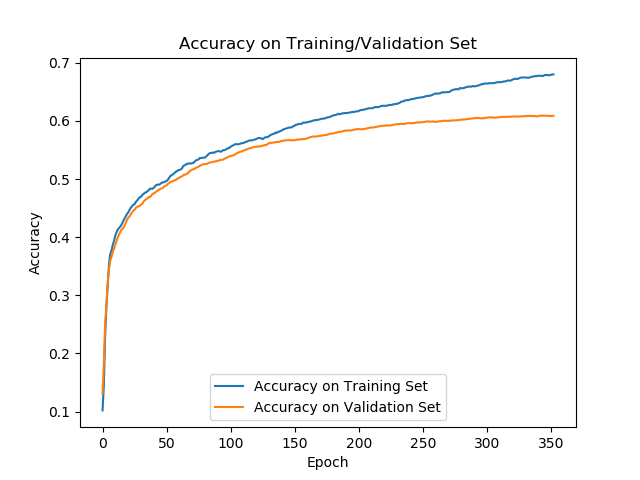 Accuracy on Training/Validation Set
0.7
0.6
0.5
0.4
0.3
0.2
0.1
Accuracy
Accuracy on Training Set
Accuracy on Validation Set
0 50 100 150 200 250 300 350
Epoch